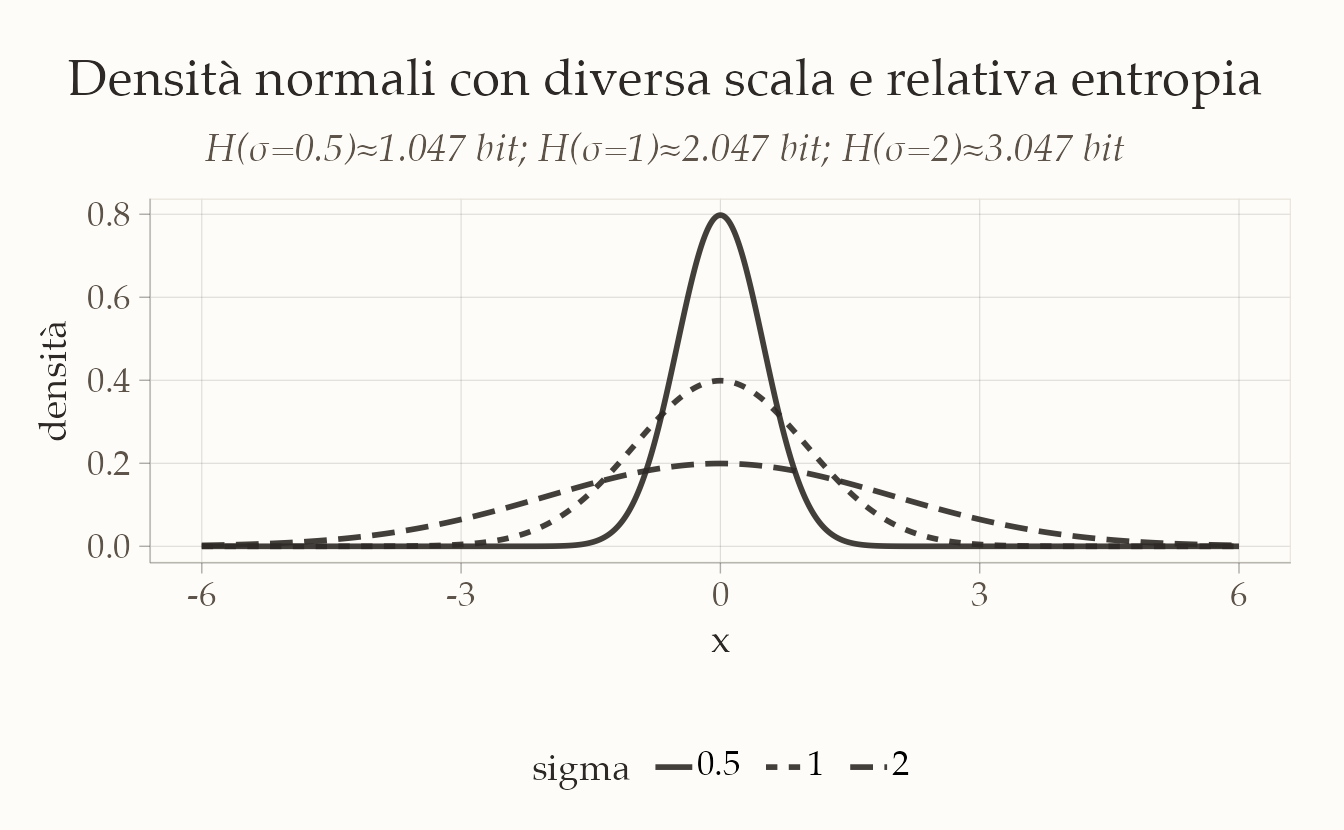 Densità normali con diversa scala e relativa entropia
H(σ=0.5)≈1.047 bit; H(σ=1)≈2.047 bit; H(σ=2)≈3.047 bit
densità
0.8
0.6
0.4
0.2
0.0
-6 -3 0 3 6
x
sigma 0.5 1 2